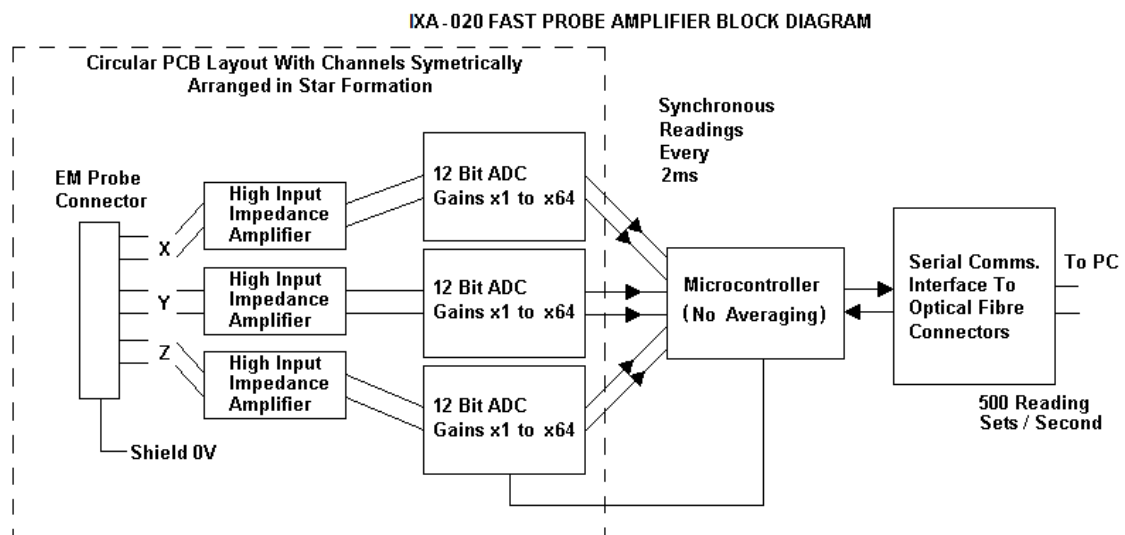 IXA-020 FAST PROBE AMPLIFIER BLOCK DIAGRAM
Circular PCB Layout With Channels Symetrically
Arranged in Star Formation
Synchronous
Readings
Every
2ms
EM Probe
Connector
X
Y
Z
Shield 0V
High Input
Impedance
Amplifier
High Input
Impedance
Amplifier
High Input
Impedance
Amplifier
12 Bit ADC
Gains x1 to x64
12 Bit ADC
Gains x1 to x64
12 Bit ADC
Gains x1 to x64
Microcontroller
(No Averaging)
Serial Comms.
Interface To
Optical Fibre
Connectors
To PC
500 Reading
Sets / Second